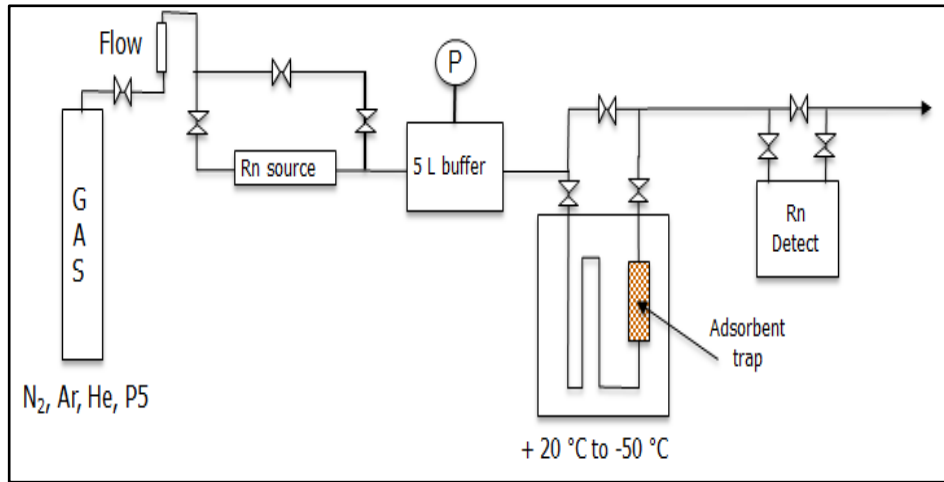 Flow
P
Rn source
5 L buffer
G
A
S
Rn
Detect
Adsorbent
trap
N₂, Ar, He, P5
+ 20 °C to -50 °C